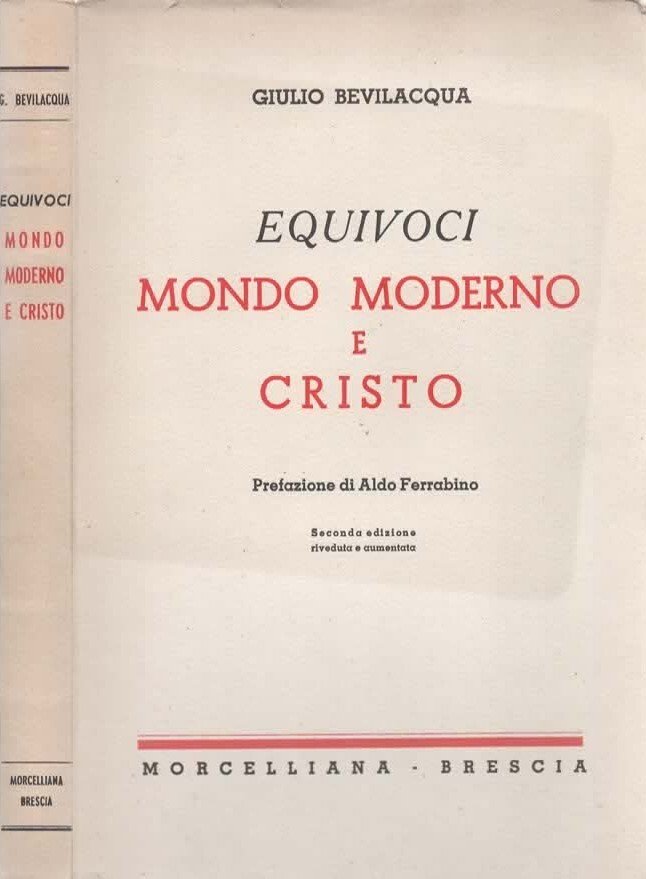 G. BEVILACQUA
EQUIVOCI
MONDO
MODERNO
E CRISTO
MORCELLIANA
BRESCIA
GIULIO BEVILACQUA
EQUIVOCI
MONDO MODERNO
E
CRISTO
Prefazione di Aldo Ferrabino
Seconda edizione
riveduta e aumentata
MORCELLIANA - BRESCIA